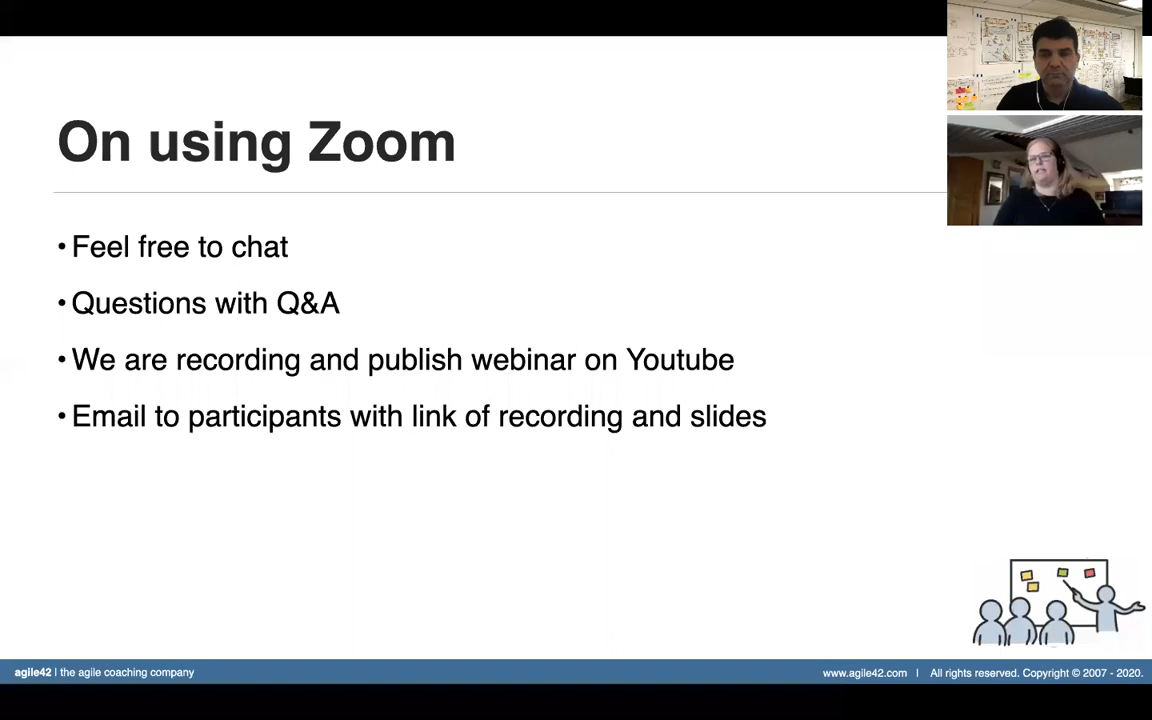 On using Zoom
• Feel free to chat
• Questions with Q&A
• We are recording and publish webinar on Youtube
• Email to participants with link of recording and slides
agile42 | the agile coaching company
www.agile42.com | All rights reserved. Copyright © 2007 - 2020.